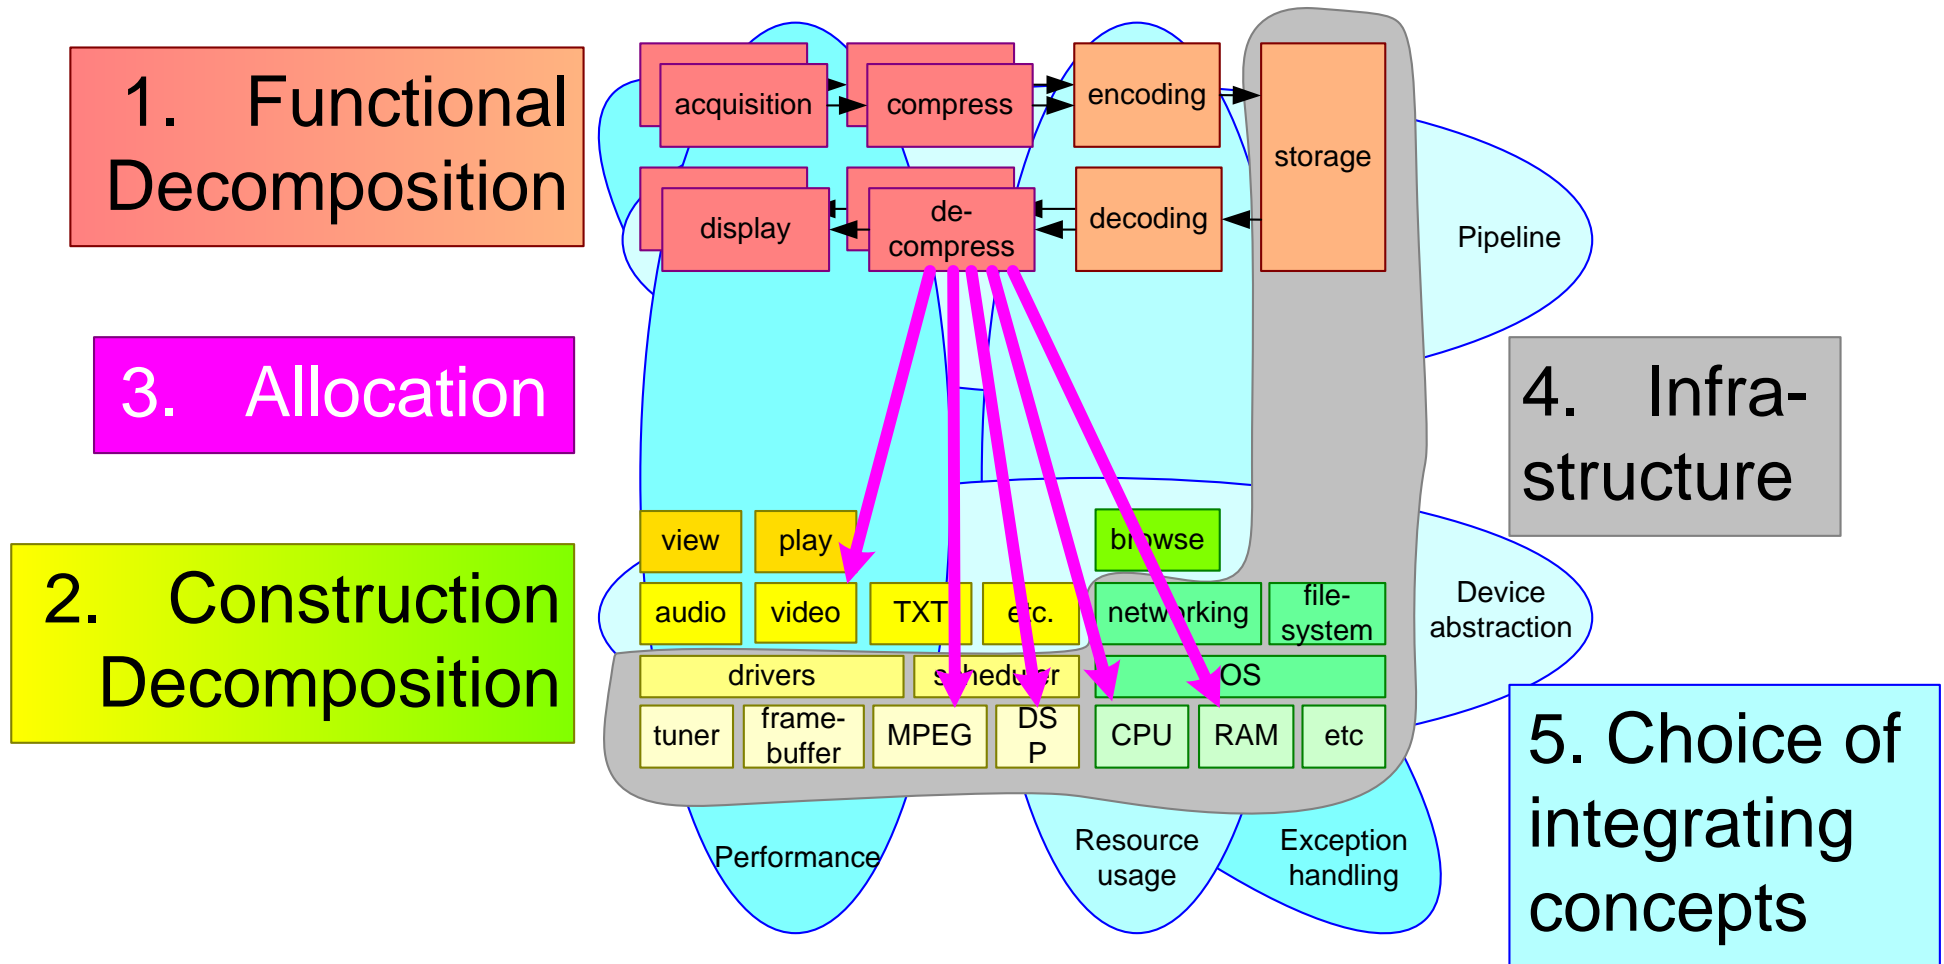 1. Functional
Decomposition
acquisition
compress
encoding
storage
display
de-
compress
decoding
Pipeline
3. Allocation
4. Infra-
structure
2. Construction
Decomposition
view
play
browse
audio
video
TXT
etc.
networking
file-
system
Device
abstraction
drivers
scheduler
OS
tuner
frame-
buffer
MPEG
DS
P
CPU
RAM
etc
5. Choice of
integrating
concepts
Performance
Resource
usage
Exception
handling